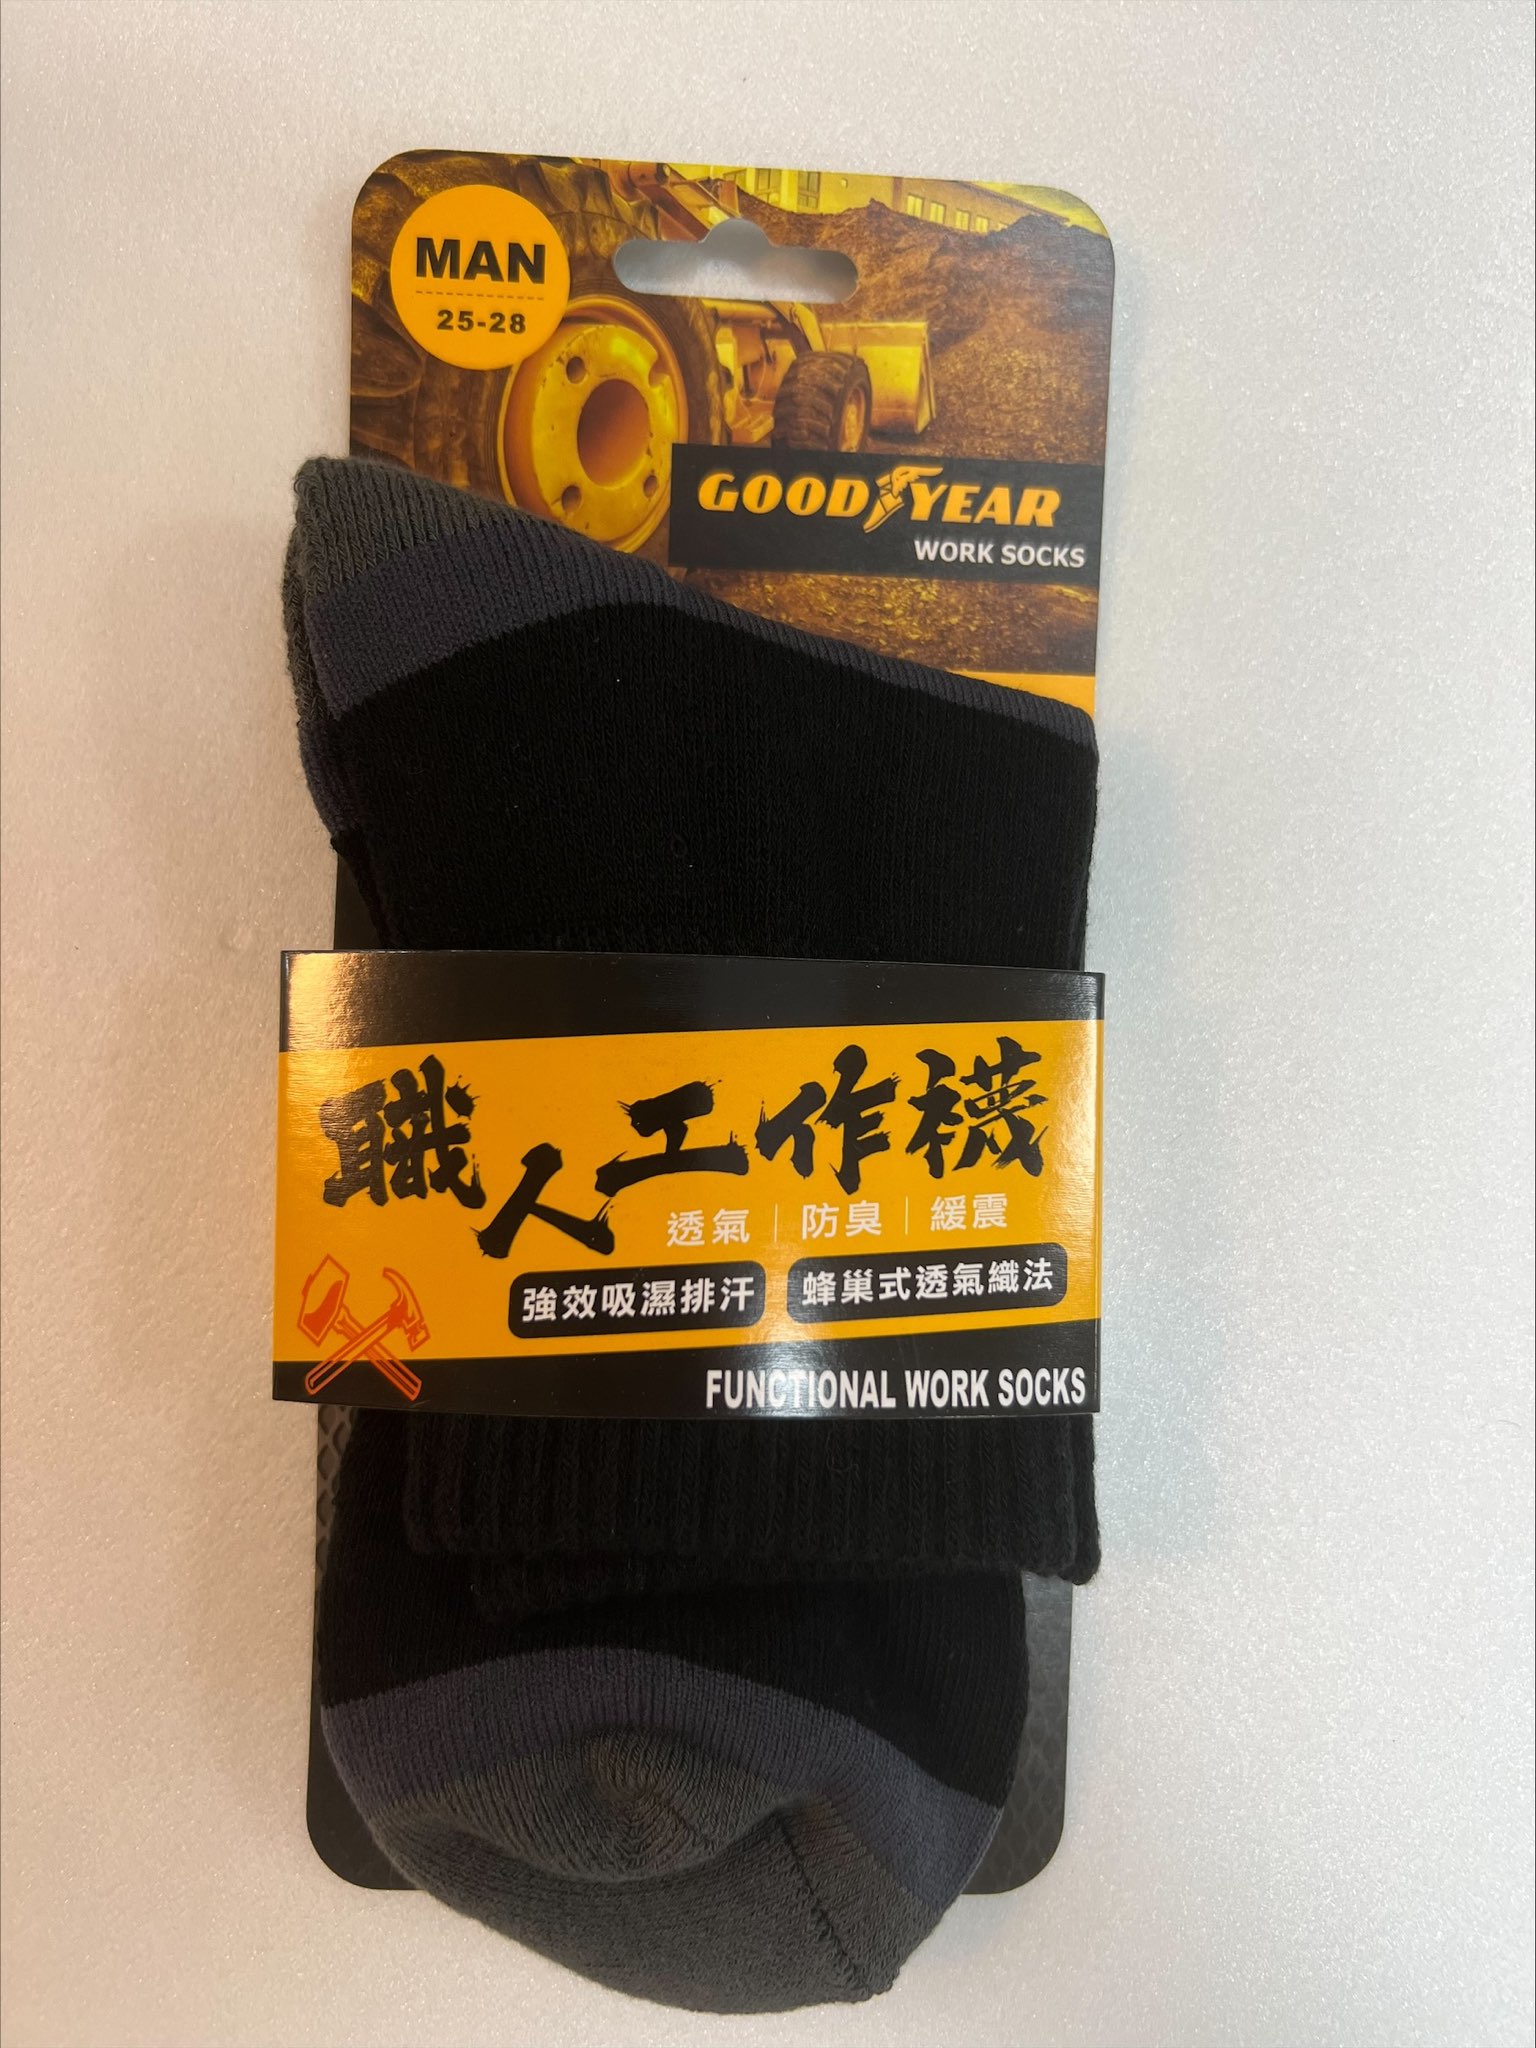 MAN
25-28
GOODYEAR
WORK SOCKS
職人工作襪
透氣｜防臭｜緩震
強效吸濕排汗 蜂巢式透氣織法
FUNCTIONAL WORK SOCKS